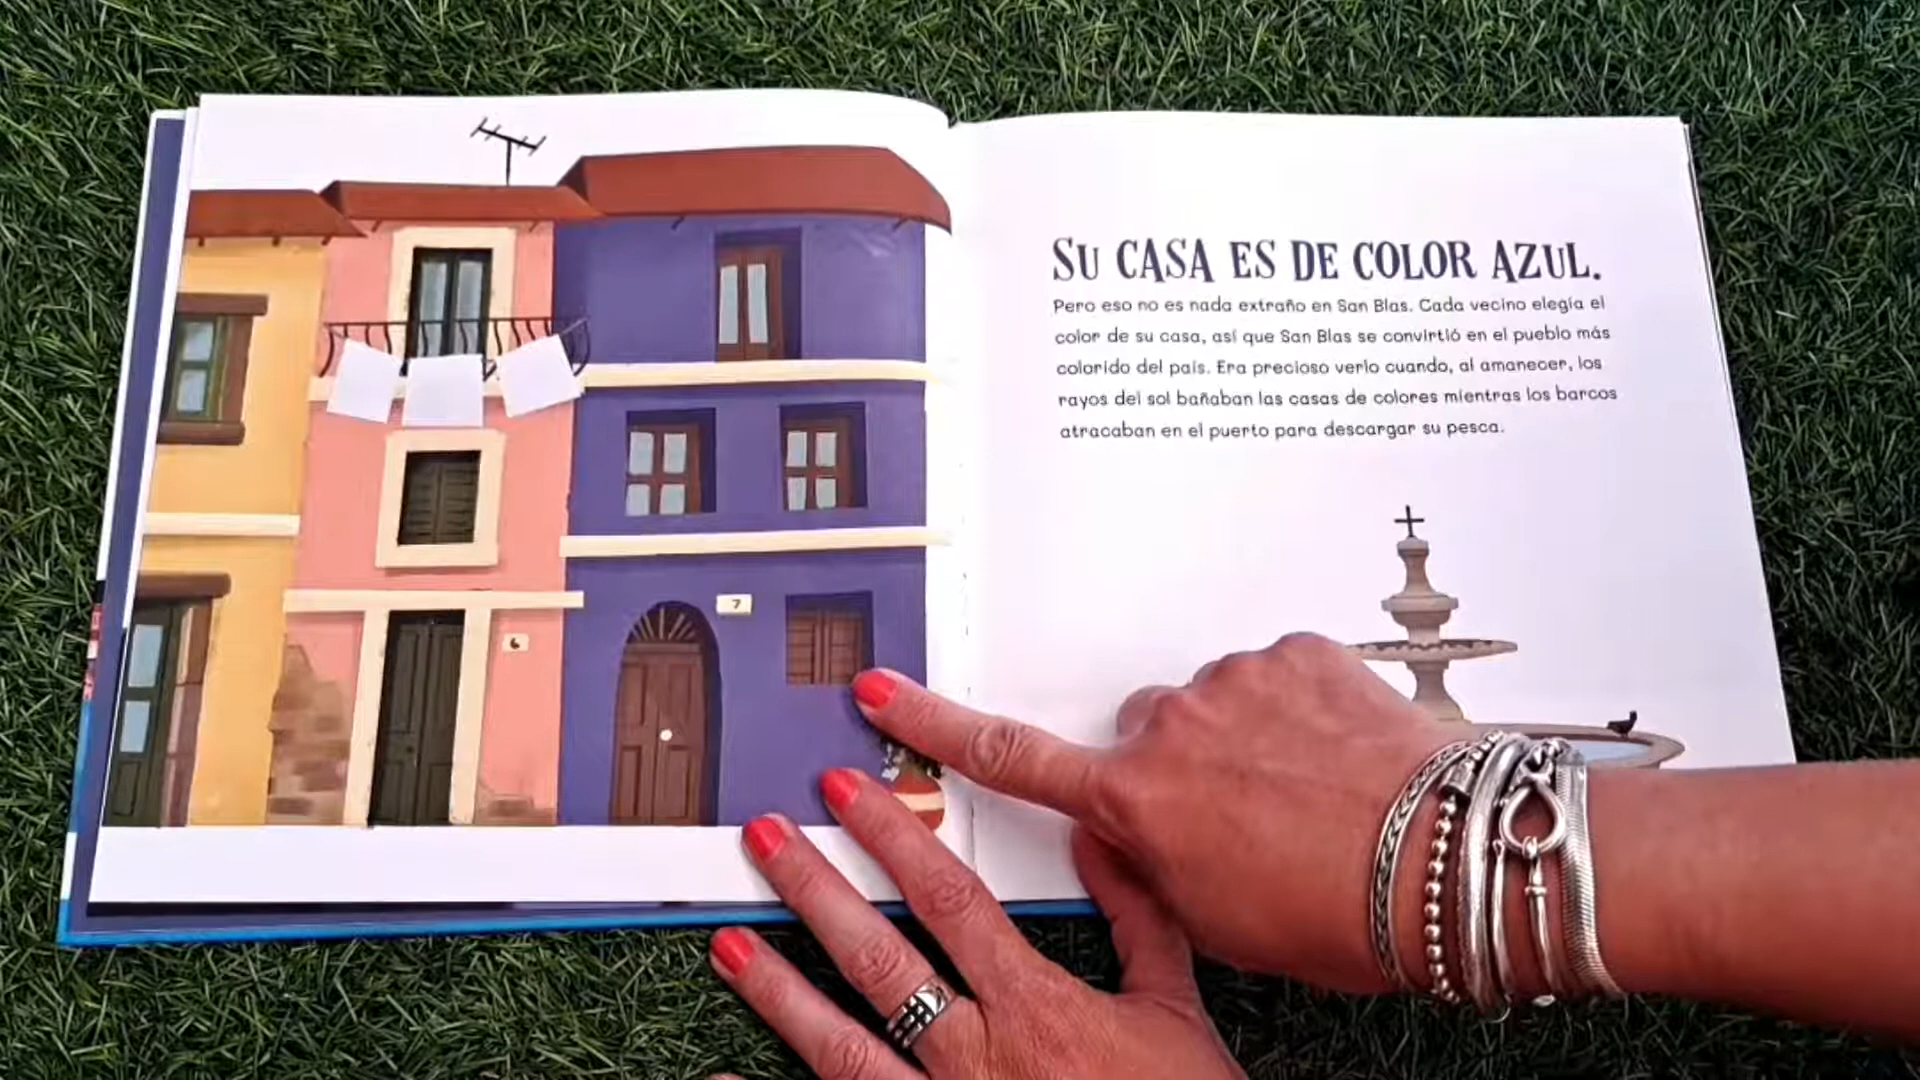 SU CASA ES DE COLOR AZUL.
Pero eso no es nada extraño en San Blas. Cada vecino elegía el
color de su casa, así que San Blas se convirtió en el pueblo más
colorido del país. Era precioso verlo cuando, al amanecer, los
rayos del sol bañaban las casas de colores mientras los barcos
atracaban en el puerto para descargar su pesca.
7
6